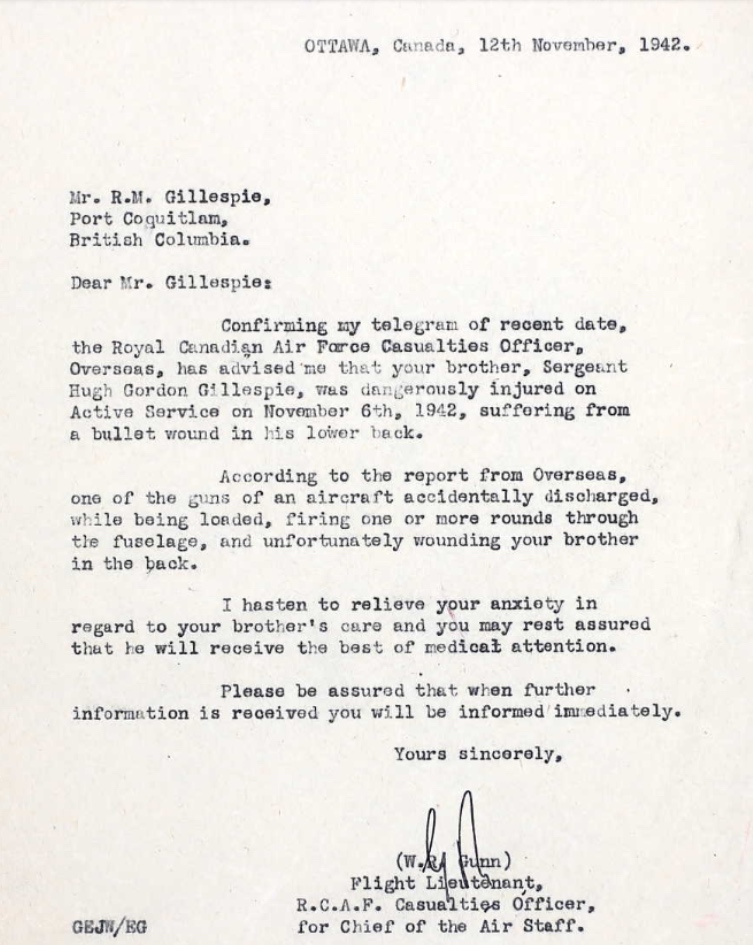 OTTAWA, Canada, 12th November, 1942.
Mr. R.M. Gillespie,
Port Coquitlam,
British Columbia.
Dear Mr. Gillespie:
Confirming my telegram of recent date,
the Royal Canadian Air Force Casualties Officer,
Overseas, has advised me that your brother, Sergeant
Hugh Gordon Gillespie, was dangerously injured on
Active Service on November 6th, 1942, suffering from
a bullet wound in his lower back.
According to the report from Overseas,
one of the guns of an aircraft accidentally discharged,
while being loaded, firing one or more rounds through
the fuselage, and unfortunately wounding your brother
in the back.
I hasten to relieve your anxiety in
regard to your brother's care and you may rest assured
that he will receive the best of medical attention.
Please be assured that when further
information is received you will be informed immediately.
Yours sincerely,
(W.R. Gunn)
Flight Lieutenant,
R.C.A.F. Casualties Officer,
GEJW/EG for Chief of the Air Staff.